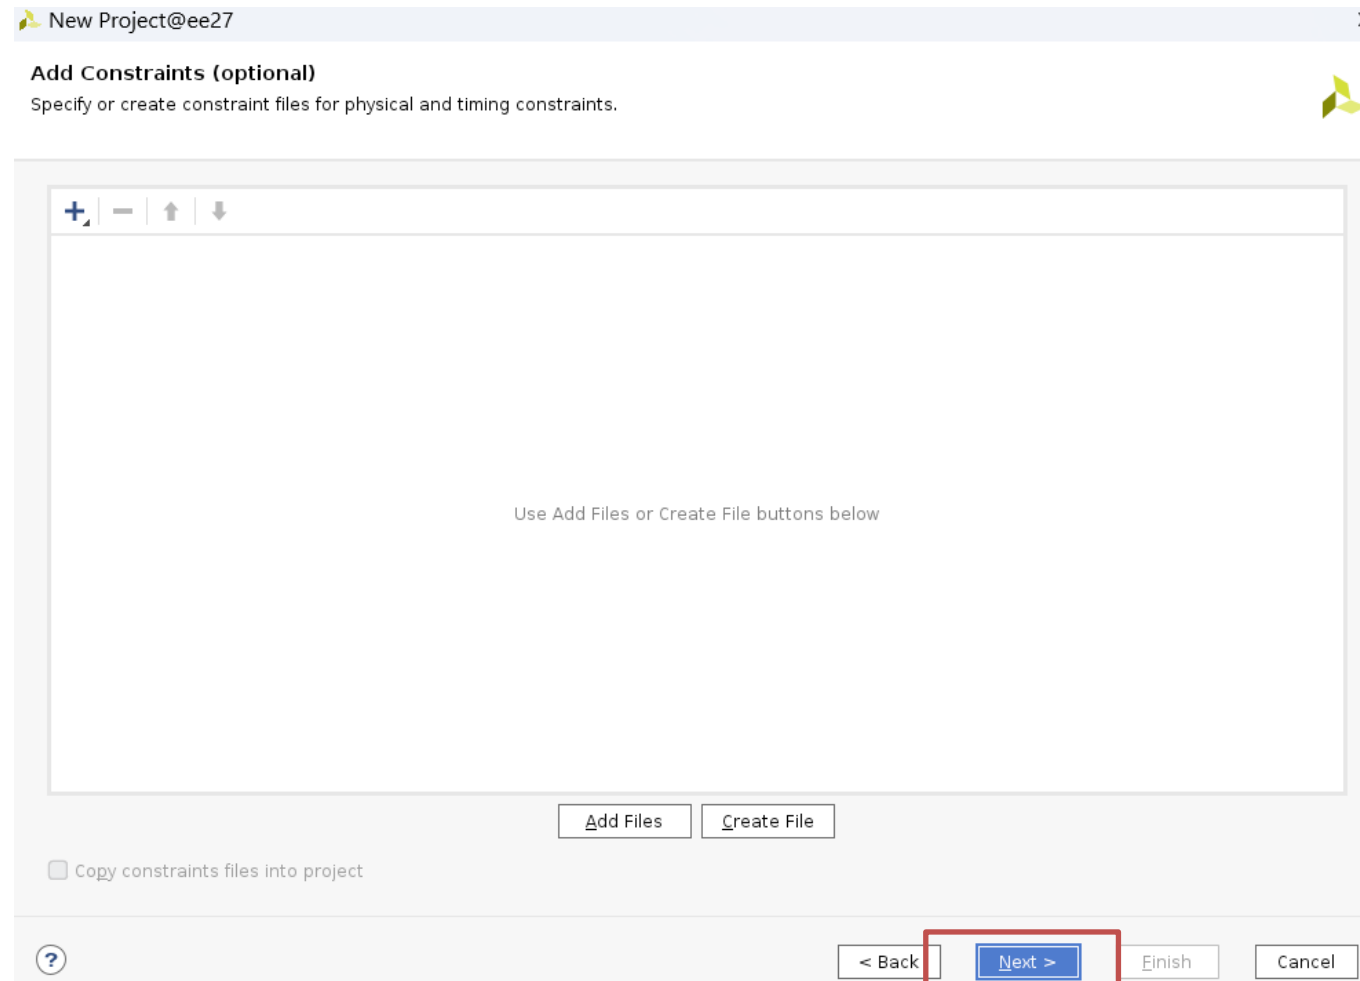 New Project@ee27
Add Constraints (optional)
Specify or create constraint files for physical and timing constraints.
Use Add Files or Create File buttons below
Add Files
Create File
Copy constraints files into project
?
< Back
Next >
Finish
Cancel